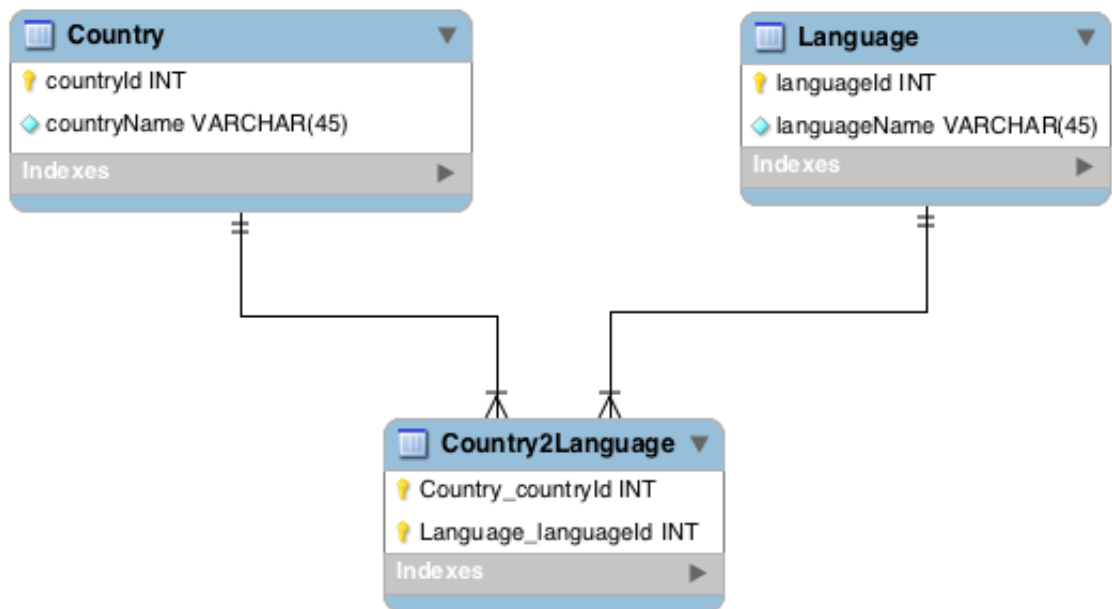 Country
countryId INT
countryName VARCHAR(45)
Indexes
Language
languageId INT
languageName VARCHAR(45)
Indexes
Country2Language
Country_countryId INT
Language_languageId INT
Indexes